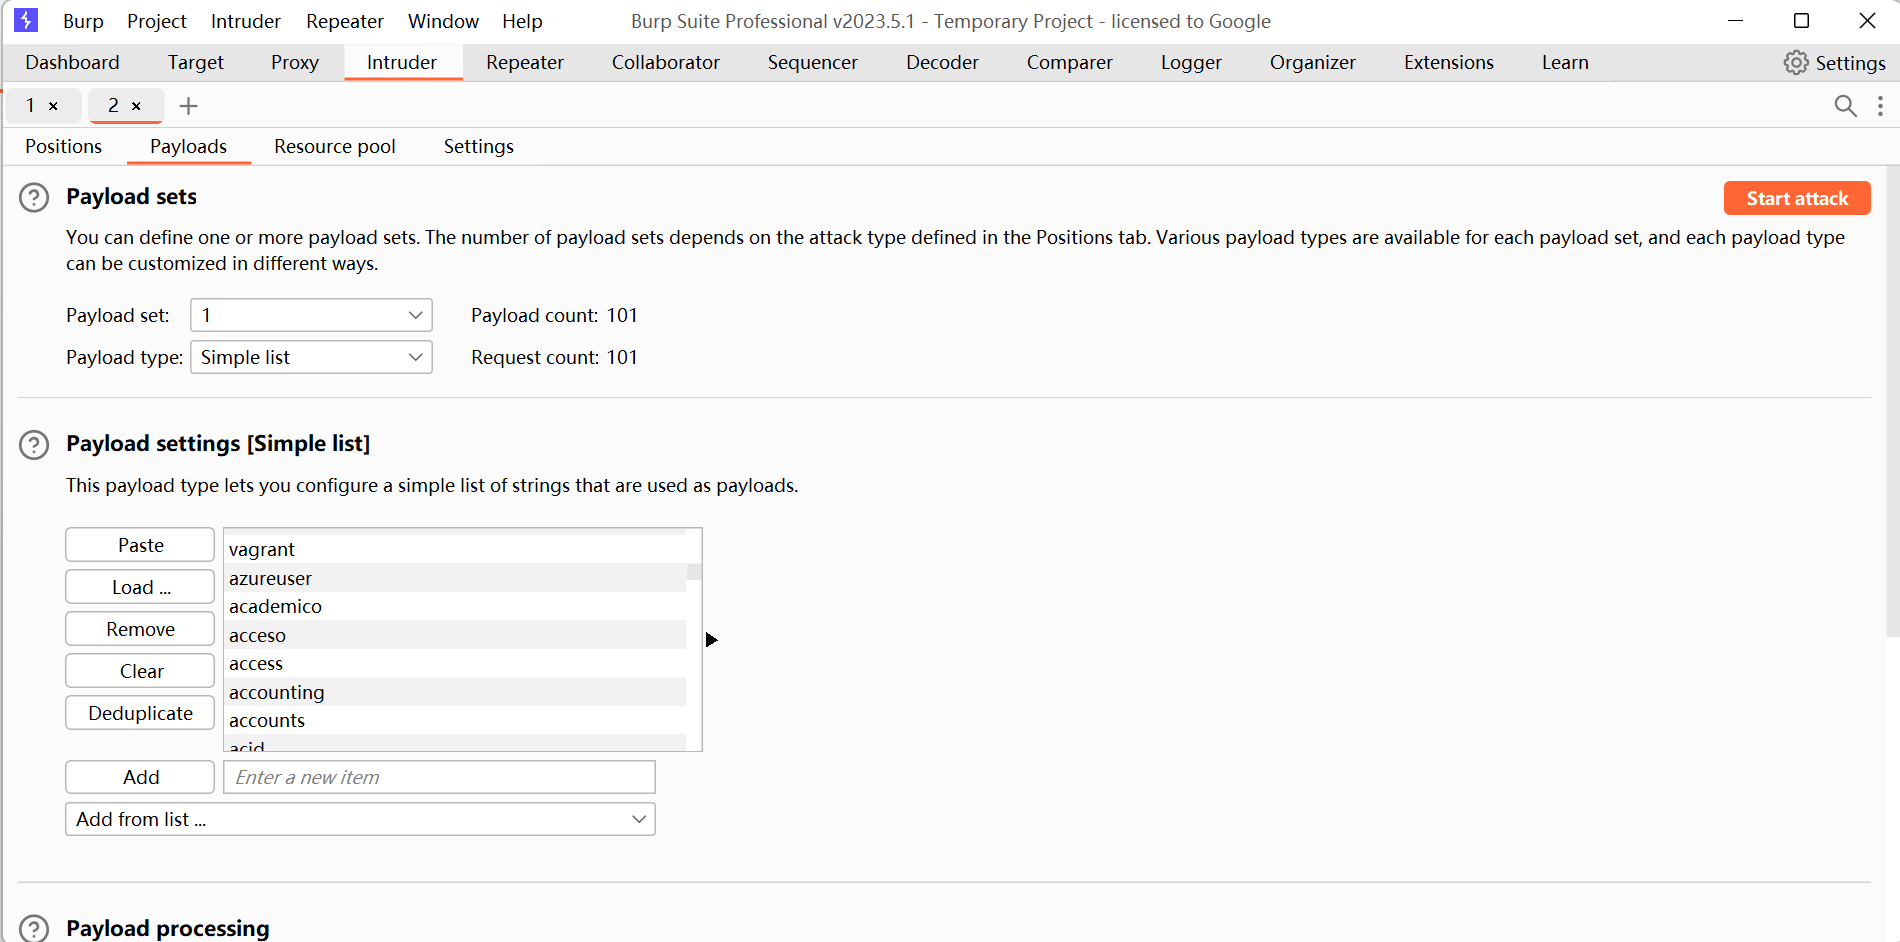 Burp Project Intruder Repeater Window Help Burp Suite Professional v2023.5.1 - Temporary Project - licensed to Google
Dashboard Target Proxy Intruder Repeater Collaborator Sequencer Decoder Comparer Logger Organizer Extensions Learn Settings
1 × 2 × +
Positions Payloads Resource pool Settings
? Payload sets Start attack
You can define one or more payload sets. The number of payload sets depends on the attack type defined in the Positions tab. Various payload types are available for each payload set, and each payload type
can be customized in different ways.
Payload set: 1 Payload count: 101
Payload type: Simple list Request count: 101
? Payload settings [Simple list]
This payload type lets you configure a simple list of strings that are used as payloads.
Paste
Load ...
Remove
Clear
Deduplicate
vagrant
azureuser
academico
acceso
access
accounting
accounts
acid
Add Enter a new item
Add from list ...
? Payload processing